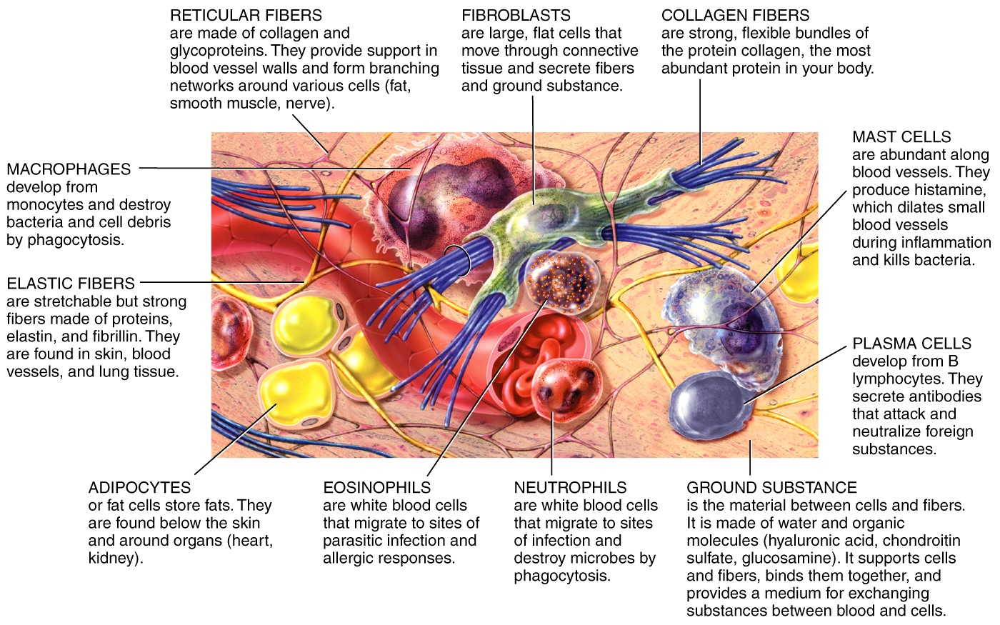 RETICULAR FIBERS
are made of collagen and
glycoproteins. They provide support in
blood vessel walls and form branching
networks around various cells (fat,
smooth muscle, nerve).
FIBROBLASTS
are large, flat cells that
move through connective
tissue and secrete fibers
and ground substance.
COLLAGEN FIBERS
are strong, flexible bundles of
the protein collagen, the most
abundant protein in your body.
MACROPHAGES
develop from
monocytes and destroy
bacteria and cell debris
by phagocytosis.
MAST CELLS
are abundant along
blood vessels. They
produce histamine,
which dilates small
blood vessels
during inflammation
and kills bacteria.
ELASTIC FIBERS
are stretchable but strong
fibers made of proteins,
elastin, and fibrillin. They
are found in skin, blood
vessels, and lung tissue.
PLASMA CELLS
develop from B
lymphocytes. They
secrete antibodies
that attack and
neutralize foreign
substances.
ADIPOCYTES
or fat cells store fats. They
are found below the skin
and around organs (heart,
kidney).
EOSINOPHILS
are white blood cells
that migrate to sites of
parasitic infection and
allergic responses.
NEUTROPHILS
are white blood cells
that migrate to sites
of infection and
destroy microbes by
phagocytosis.
GROUND SUBSTANCE
is the material between cells and fibers.
It is made of water and organic
molecules (hyaluronic acid, chondroitin
sulfate, glucosamine). It supports cells
and fibers, binds them together, and
provides a medium for exchanging
substances between blood and cells.